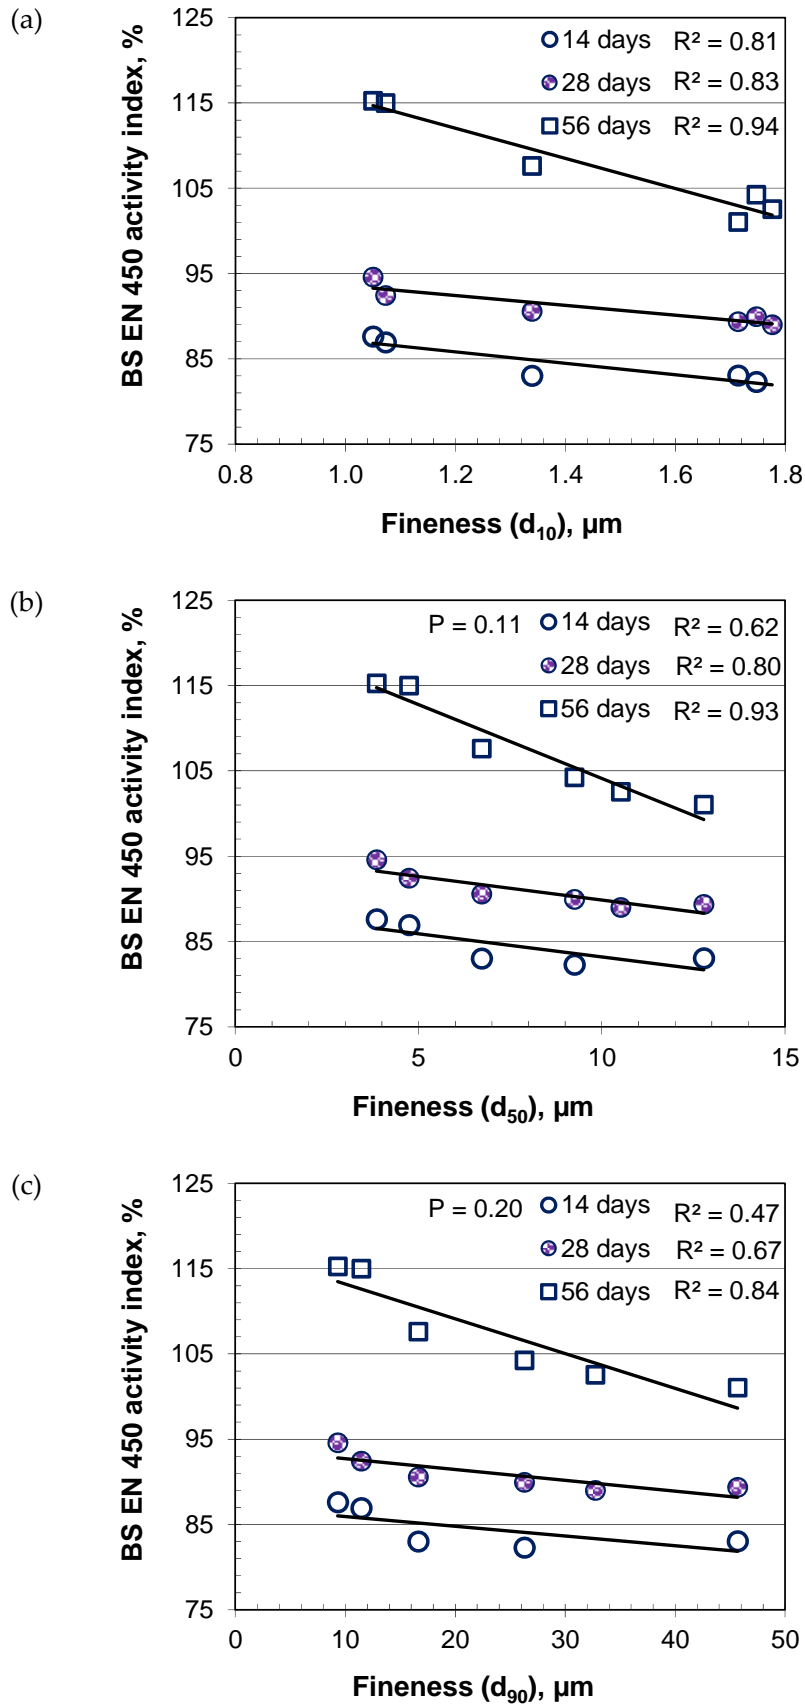 (a)
BS EN 450 activity index, %
125
115
105
95
85
75
14 days R² = 0.81
28 days R² = 0.83
56 days R² = 0.94
0.8 1.0 1.2 1.4 1.6 1.8
Fineness (d₁₀), µm
(b)
BS EN 450 activity index, %
125
115
105
95
85
75
P = 0.11 14 days R² = 0.62
28 days R² = 0.80
56 days R² = 0.93
0 5 10 15
Fineness (d₅₀), µm
(c)
BS EN 450 activity index, %
125
115
105
95
85
75
P = 0.20 14 days R² = 0.47
28 days R² = 0.67
56 days R² = 0.84
0 10 20 30 40 50
Fineness (d₉₀), µm